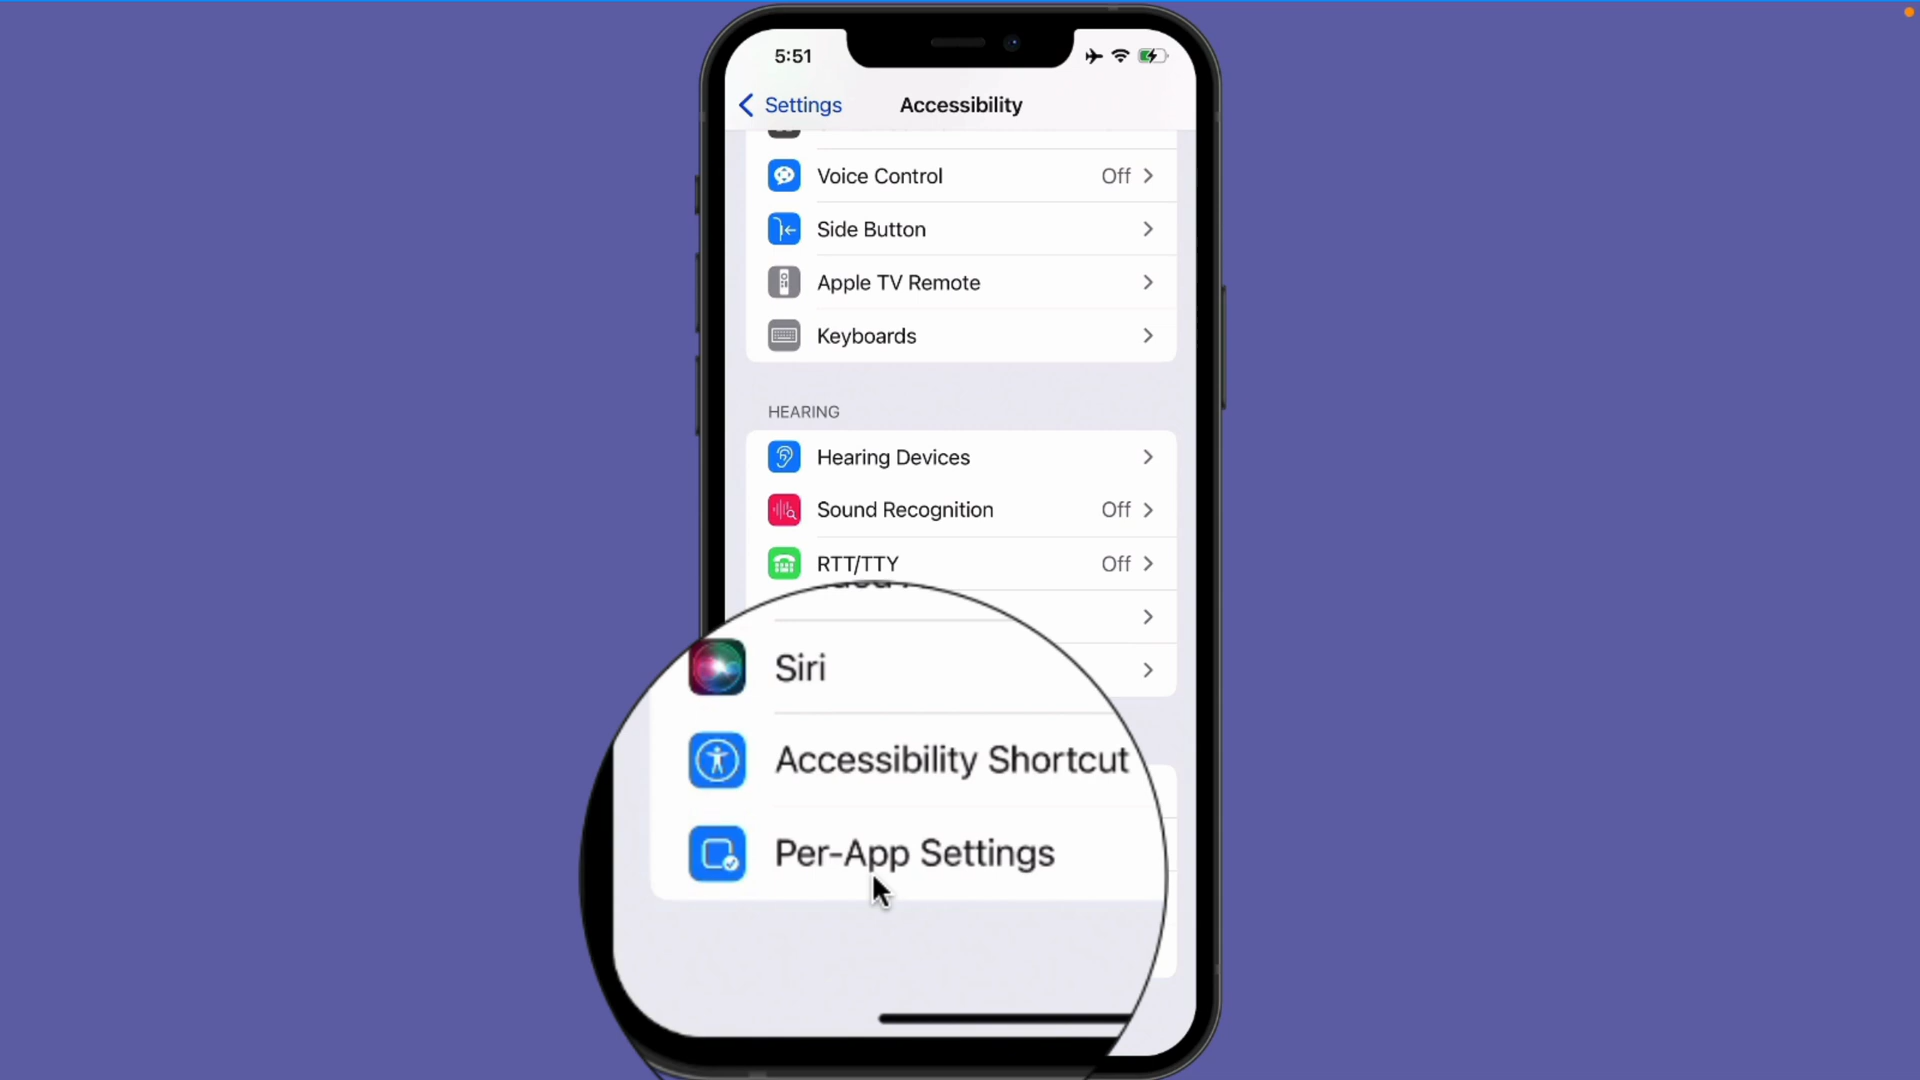 5:51
Settings
Accessibility
Voice Control Off
Side Button
Apple TV Remote
Keyboards
HEARING
Hearing Devices
Sound Recognition Off
RTT/TTY Off
Siri
Accessibility Shortcut
Per-App Settings